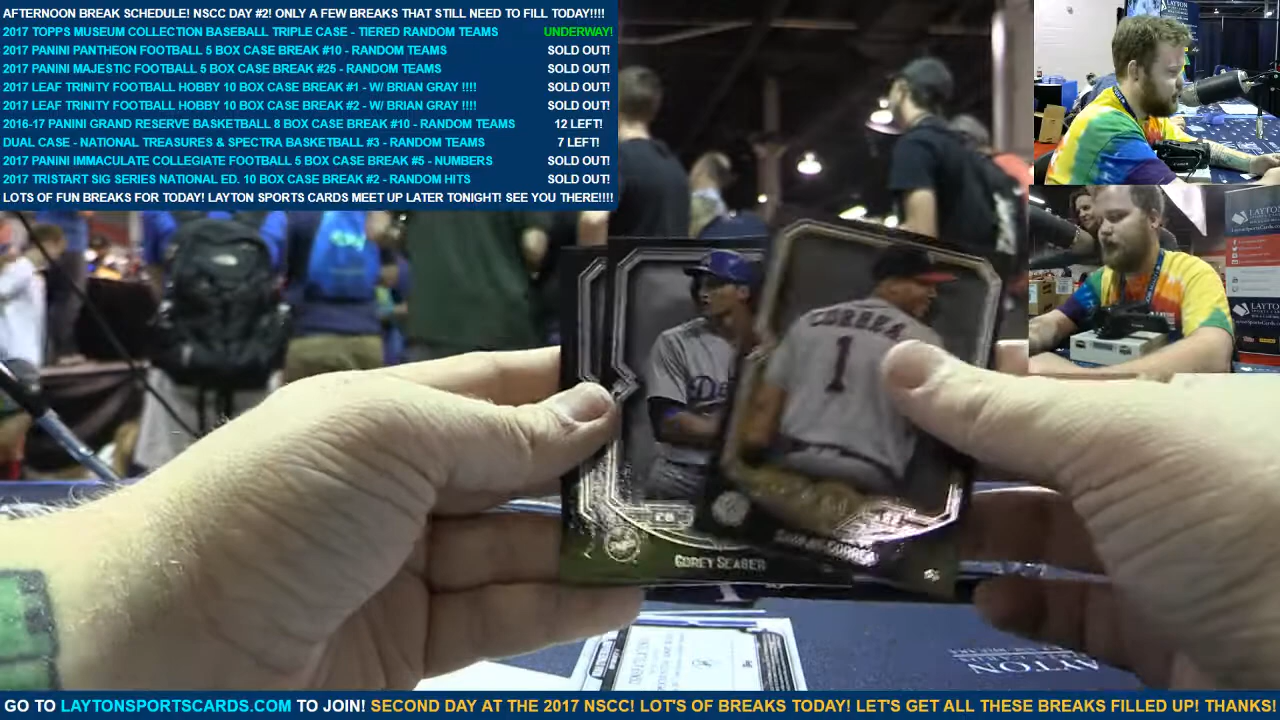 AFTERNOON BREAK SCHEDULE! NSCC DAY #2! ONLY A FEW BREAKS THAT STILL NEED TO FILL TODAY!!!!
2017 TOPPS MUSEUM COLLECTION BASEBALL TRIPLE CASE - TIERED RANDOM TEAMS UNDERWAY!
2017 PANINI PANTHEON FOOTBALL 5 BOX CASE BREAK #10 - RANDOM TEAMS SOLD OUT!
2017 PANINI MAJESTIC FOOTBALL 5 BOX CASE BREAK #25 - RANDOM TEAMS SOLD OUT!
2017 LEAF TRINITY FOOTBALL HOBBY 10 BOX CASE BREAK #1 - W/ BRIAN GRAY !!!! SOLD OUT!
2017 LEAF TRINITY FOOTBALL HOBBY 10 BOX CASE BREAK #2 - W/ BRIAN GRAY !!!! SOLD OUT!
2016-17 PANINI GRAND RESERVE BASKETBALL 8 BOX CASE BREAK #10 - RANDOM TEAMS 12 LEFT!
DUAL CASE - NATIONAL TREASURES & SPECTRA BASKETBALL #3 - RANDOM TEAMS 7 LEFT!
2017 PANINI IMMACULATE COLLEGIATE FOOTBALL 5 BOX CASE BREAK #5 - NUMBERS SOLD OUT!
2017 TRISTART SIG SERIES NATIONAL ED. 10 BOX CASE BREAK #2 - RANDOM HITS SOLD OUT!
LOTS OF FUN BREAKS FOR TODAY! LAYTON SPORTS CARDS MEET UP LATER TONIGHT! SEE YOU THERE!!!!
LAYTON
CORREA
1
COREY SEAGER
LAYTON
GO TO LAYTONSPORTSCARDS.COM TO JOIN! SECOND DAY AT THE 2017 NSCC! LOT'S OF BREAKS TODAY! LET'S GET ALL THESE BREAKS FILLED UP! THANKS!